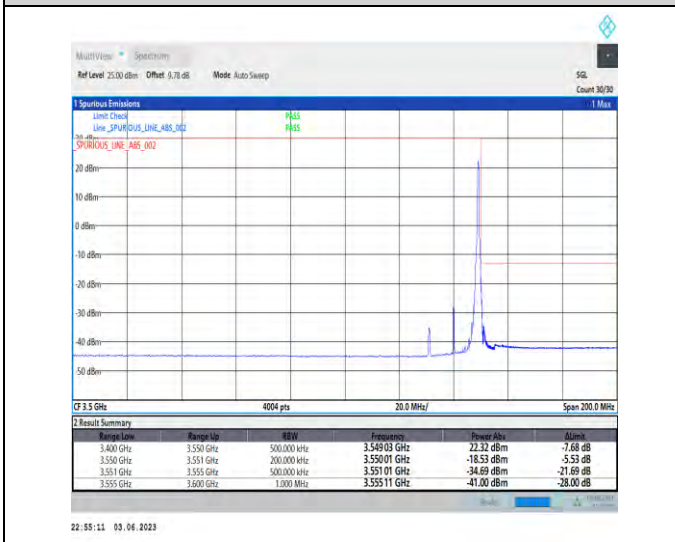 MultiView Spectrum
Ref Level 25.00 dBm Offset 9.78 dB Mode Auto Sweep SGL
Count 30/30
1 Spurious Emissions 1 Max
Limit Check PASS
Line _SPURIOUS_LINE_ABS_002 PASS
_SPURIOUS_LINE_ABS_002
20 dBm
10 dBm
0 dBm
-10 dBm
-20 dBm
-30 dBm
-40 dBm
-50 dBm
CF 3.5 GHz 4004 pts 20.0 MHz/ Span 200.0 MHz
2 Result Summary
Range Low Range Up RBW Frequency Power Abs ΔLimit
3.400 GHz 3.550 GHz 500.000 kHz 3.54903 GHz 22.32 dBm -7.68 dB
3.550 GHz 3.551 GHz 200.000 kHz 3.55001 GHz -18.53 dBm -5.53 dB
3.551 GHz 3.555 GHz 500.000 kHz 3.55101 GHz -34.69 dBm -21.69 dB
3.555 GHz 3.600 GHz 1.000 MHz 3.55511 GHz -41.00 dBm -28.00 dB
22:55:11 03.06.2023